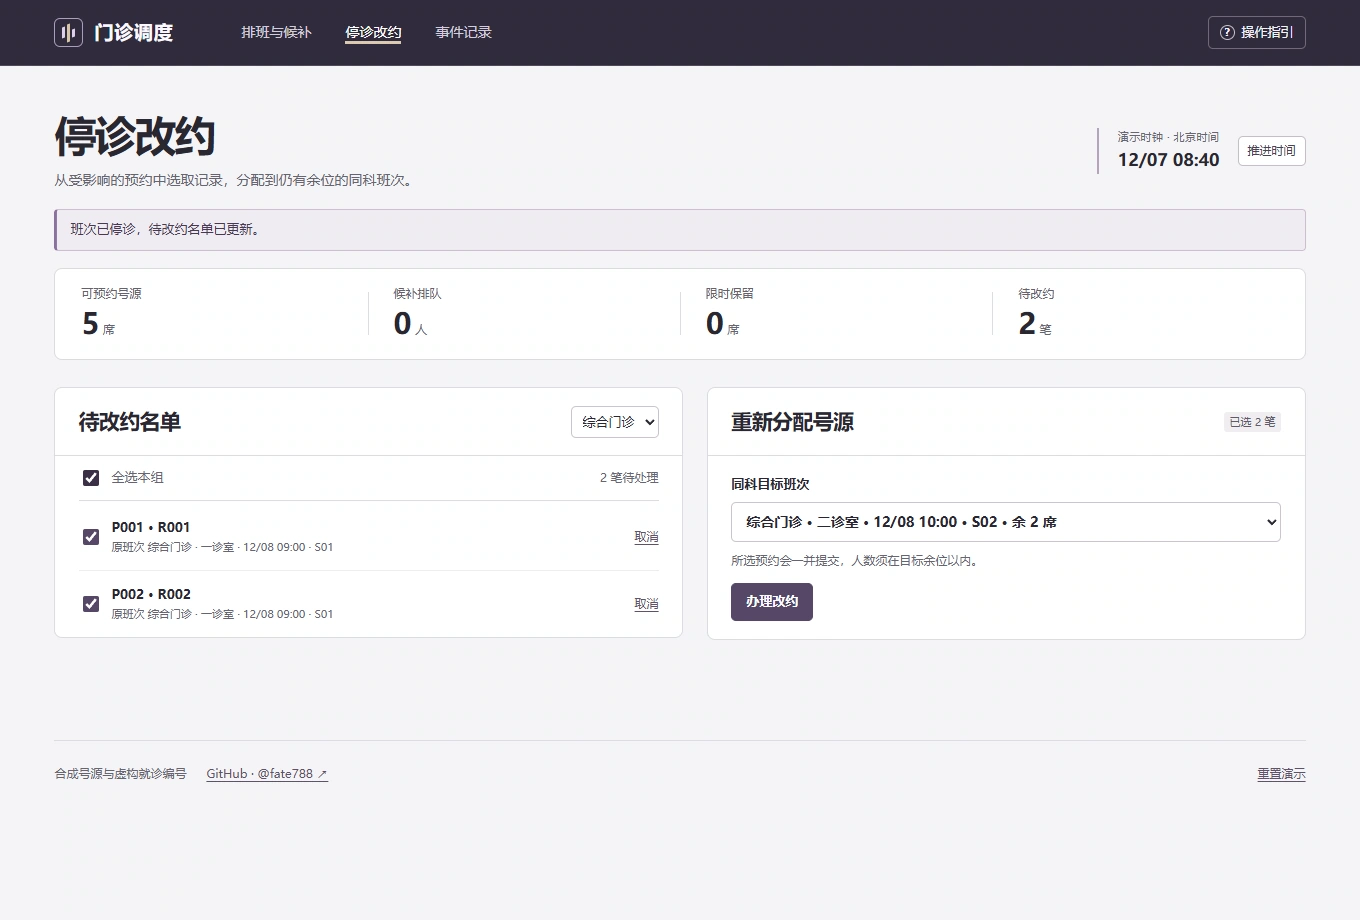 门诊调度
排班与候补
停诊改约
事件记录
? 操作指引
停诊改约
从受影响的预约中选取记录，分配到仍有余位的同科班次。
演示时钟 · 北京时间
12/07 08:40
推进时间
班次已停诊，待改约名单已更新。
可预约号源
5 席
候补排队
0 人
限时保留
0 席
待改约
2 笔
待改约名单
综合门诊
全选本组
2 笔待处理
P001 • R001
原班次 综合门诊 · 一诊室 · 12/08 09:00 · S01
取消
P002 • R002
原班次 综合门诊 · 一诊室 · 12/08 09:00 · S01
取消
重新分配号源
已选 2 笔
同科目标班次
综合门诊 • 二诊室 • 12/08 10:00 • S02 • 余 2 席
所选预约会一并提交，人数须在目标余位以内。
办理改约
合成号源与虚构就诊编号
GitHub · @fate788 ↗
重置演示